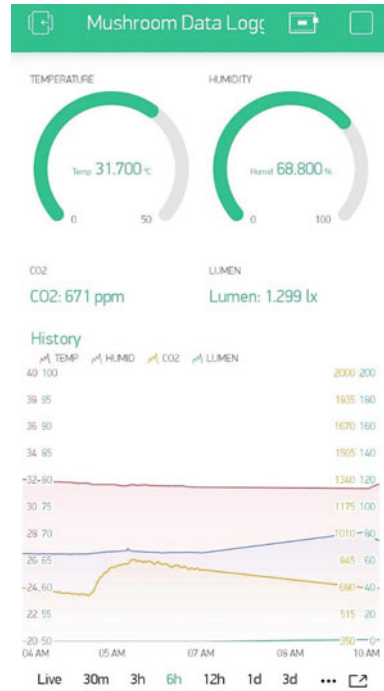 Mushroom Data Logg
TEMPERATURE HUMIDITY
Temp 31.700 °C Humid 68.800 %
0 50 0 100
CO2 LUMEN
CO2: 671 ppm Lumen: 1.299 lx
History
TEMP HUMID CO2 LUMEN
40 100 2000 200
38 95 1835 180
36 90 1670 160
34 85 1505 140
32 80 1340 120
30 75 1175 100
28 70 1010 80
26 65 845 60
24 60 680 40
22 55 515 20
20 50 350 0
04 AM 05 AM 07 AM 08 AM 10 AM
Live 30m 3h 6h 12h 1d 3d